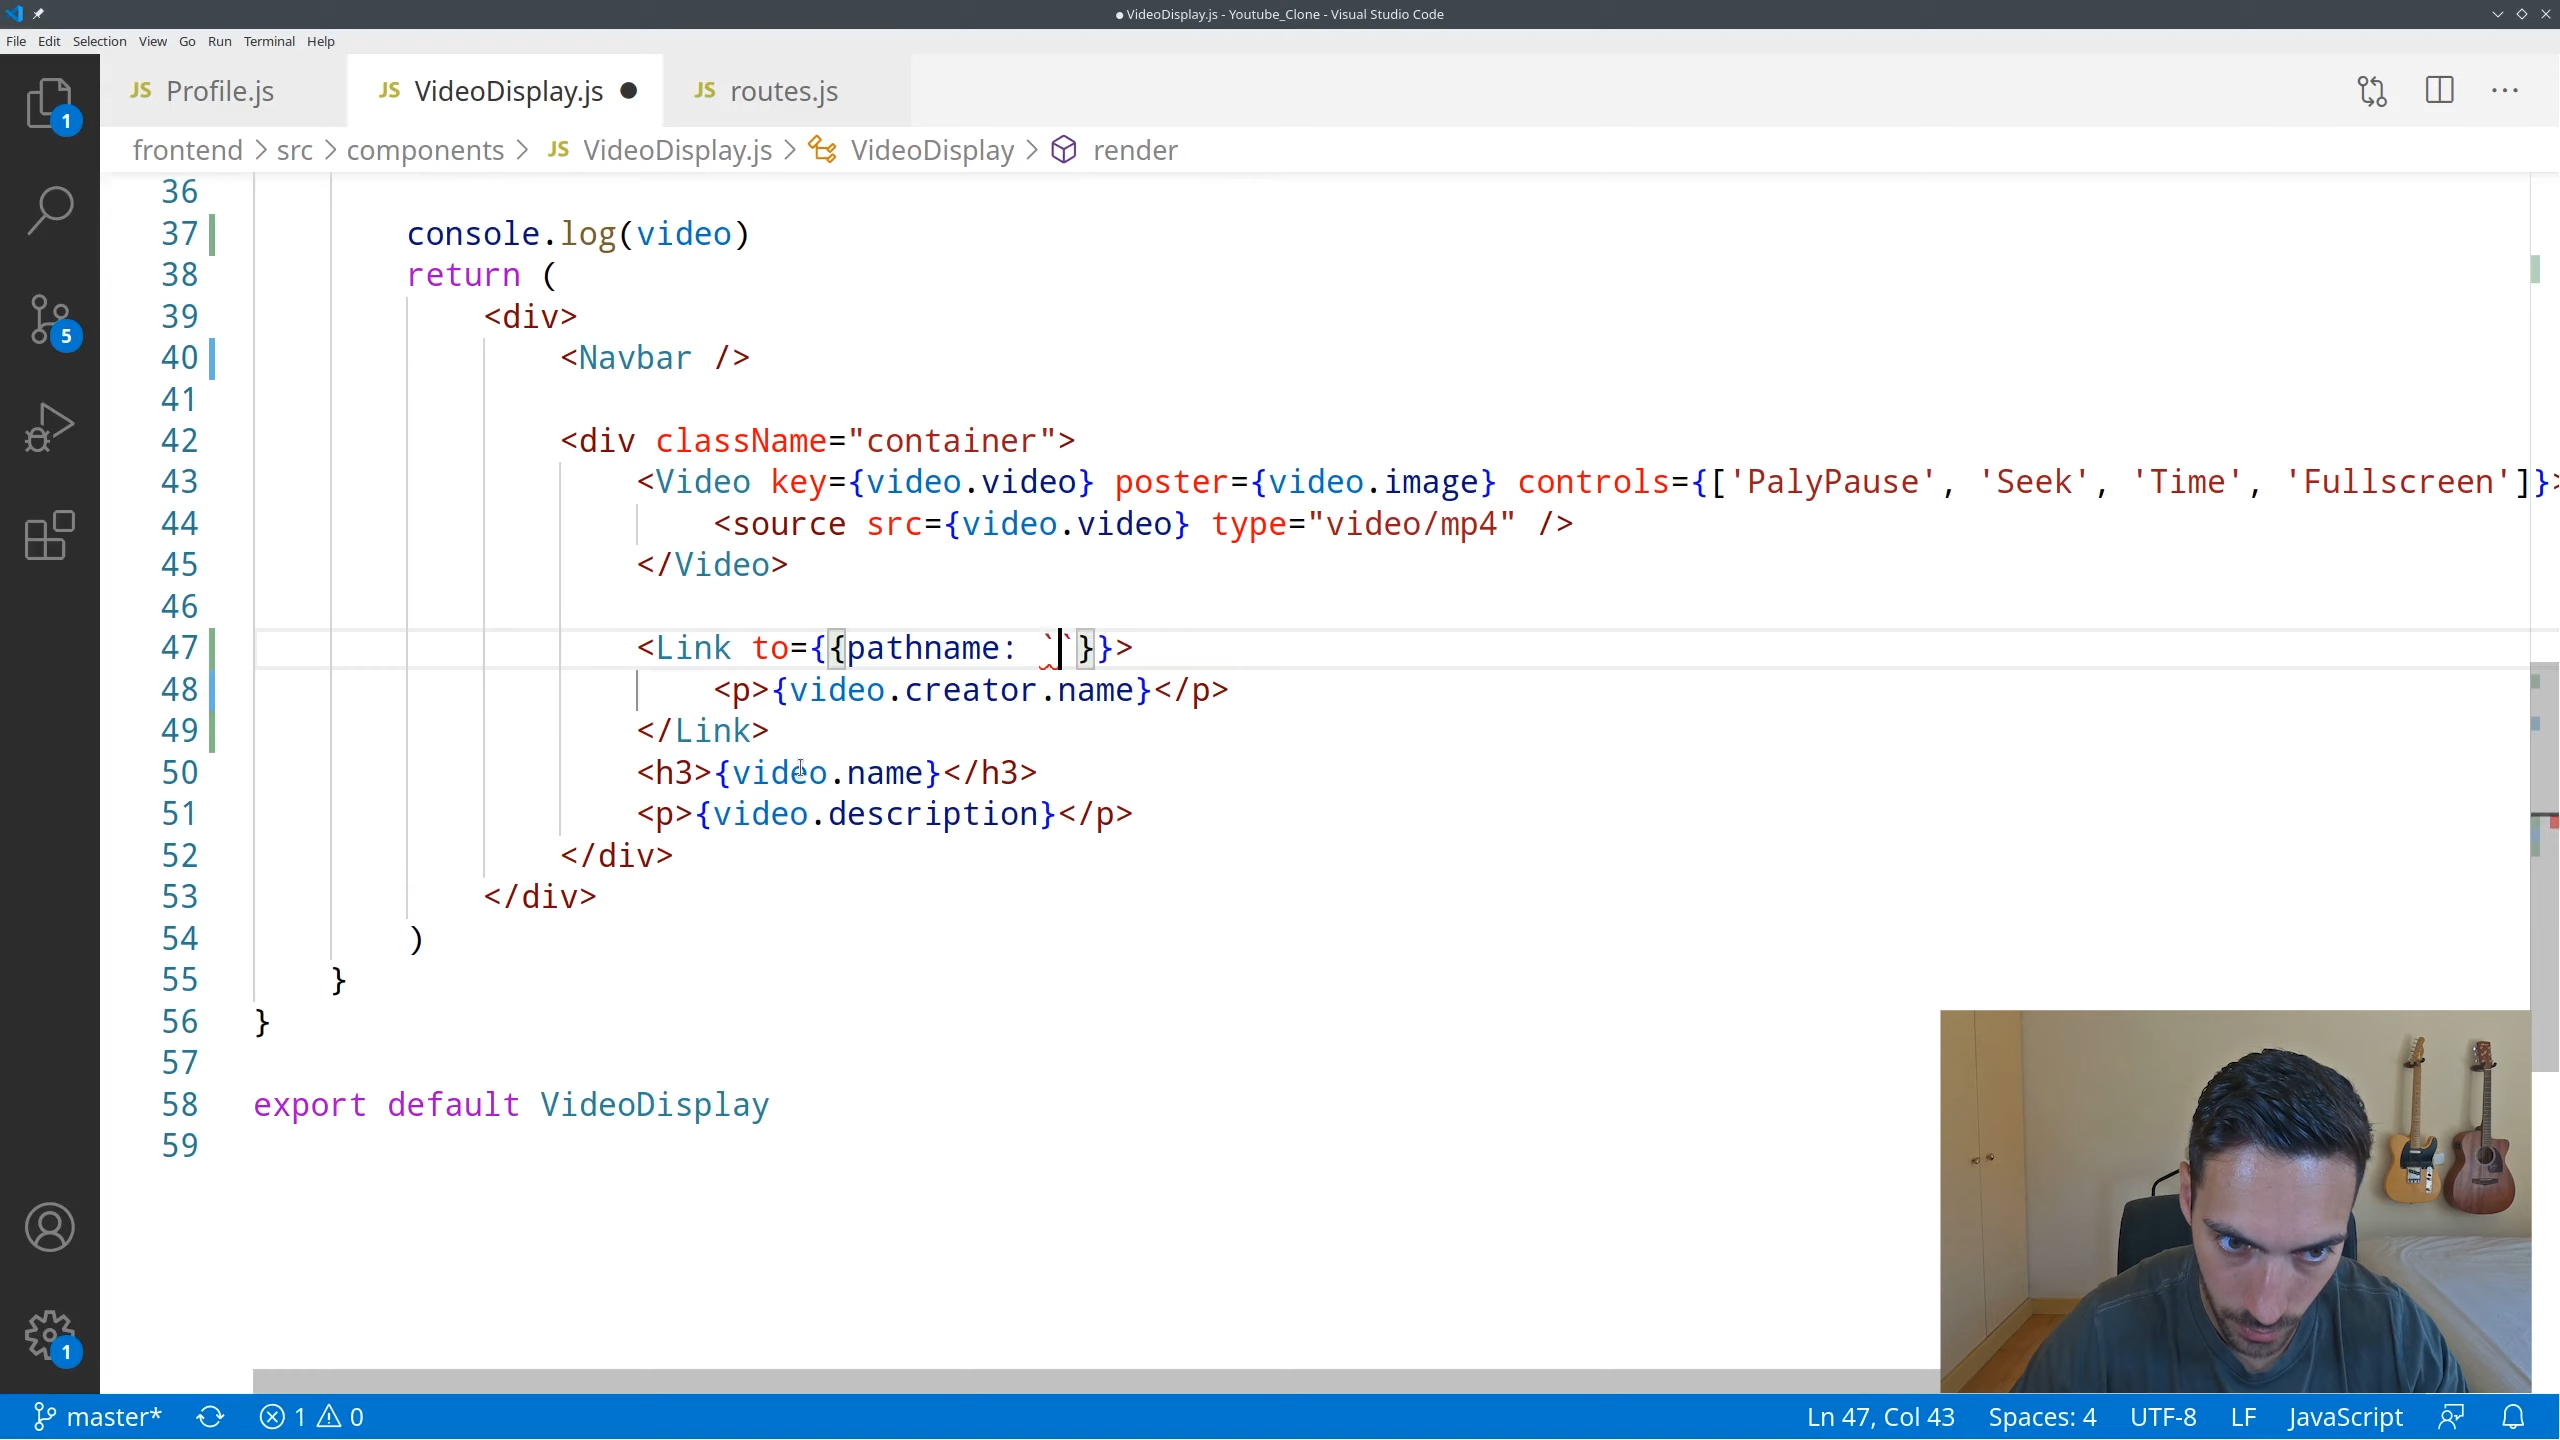 ● VideoDisplay.js - Youtube_Clone - Visual Studio Code
File Edit Selection View Go Run Terminal Help
JS Profile.js JS VideoDisplay.js ● JS routes.js
frontend > src > components > JS VideoDisplay.js > VideoDisplay > render
36
37 console.log(video)
38 return (
39 <div>
40 <Navbar />
41
42 <div className="container">
43 <Video key={video.video} poster={video.image} controls={['PalyPause', 'Seek', 'Time', 'Fullscreen']}>
44 <source src={video.video} type="video/mp4" />
45 </Video>
46
47 <Link to={{pathname: ``}}>
48 <p>{video.creator.name}</p>
49 </Link>
50 <h3>{video.name}</h3>
51 <p>{video.description}</p>
52 </div>
53 </div>
54 )
55 }
56 }
57
58 export default VideoDisplay
59
1
5
1
master* 1 0 Ln 47, Col 43 Spaces: 4 UTF-8 LF JavaScript